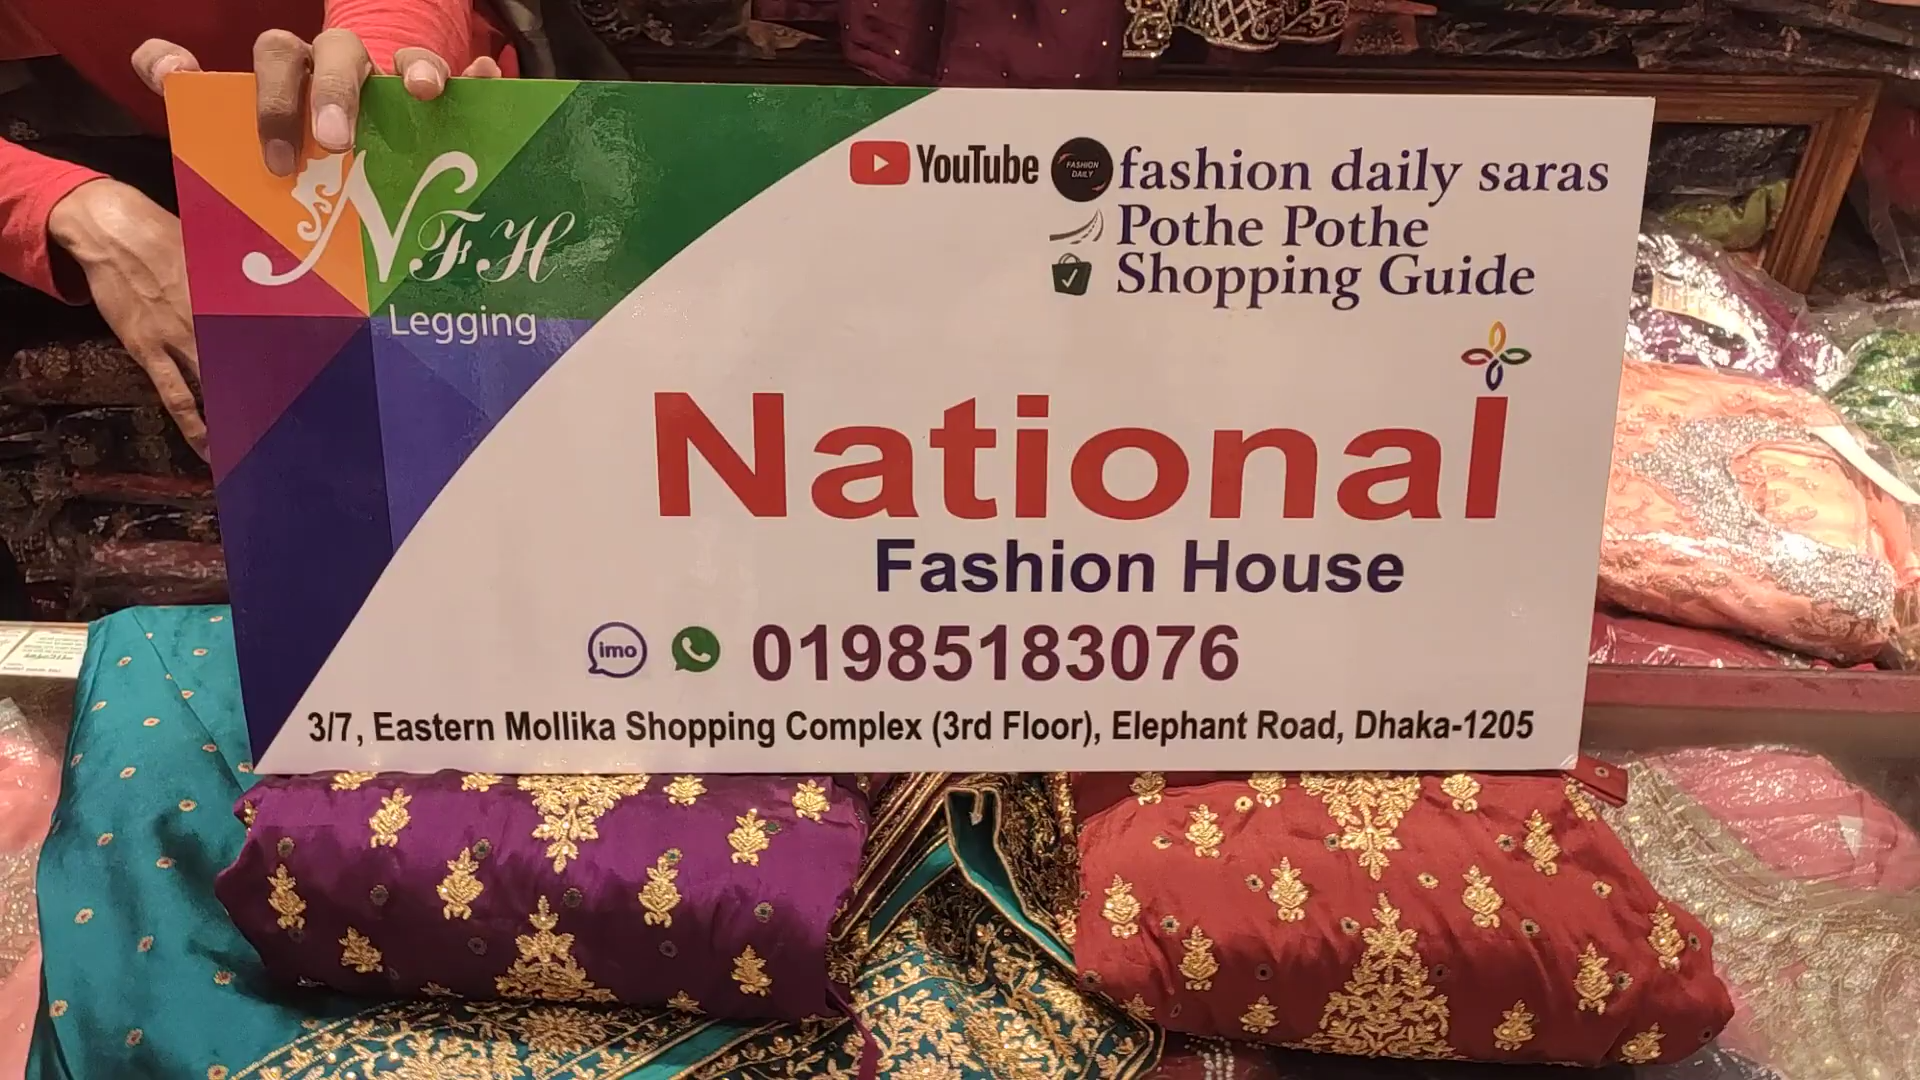 NFH
Legging
YouTube FASHION DAILY fashion daily saras
Pothe Pothe
Shopping Guide
National
Fashion House
imo 01985183076
3/7, Eastern Mollika Shopping Complex (3rd Floor), Elephant Road, Dhaka-1205